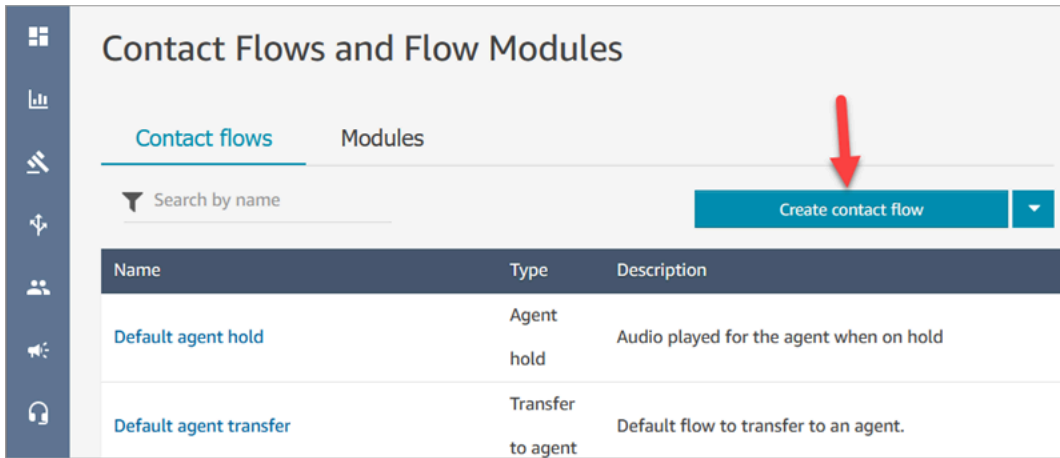 Contact Flows and Flow Modules
Contact flows Modules
Search by name
Create contact flow
Name Type Description
Default agent hold Agent hold Audio played for the agent when on hold
Default agent transfer Transfer to agent Default flow to transfer to an agent.